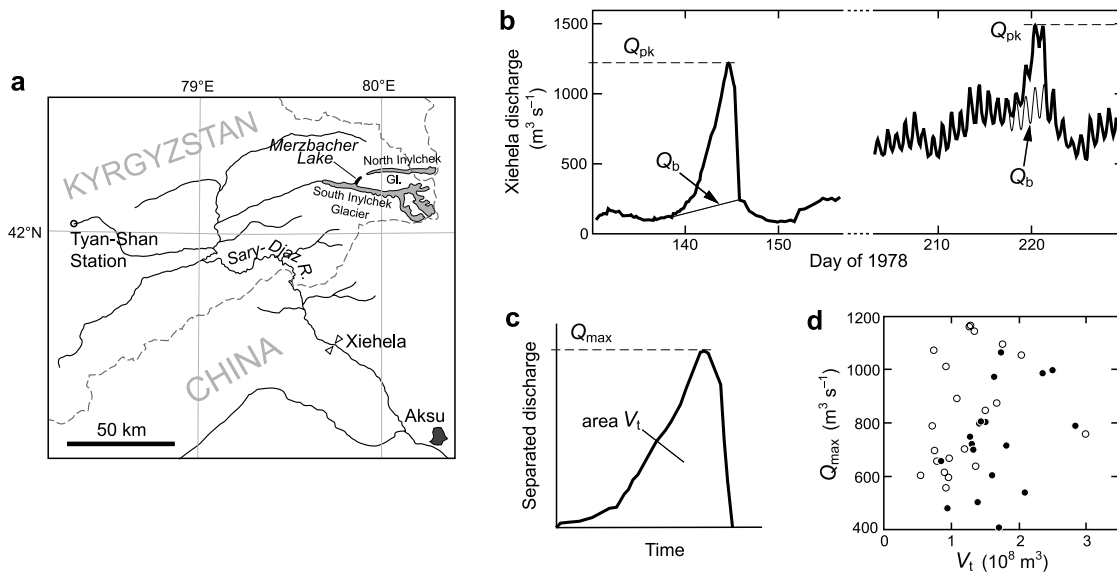 a
79°E
80°E
42°N
KYRGYZSTAN
Merzbacher
Lake
North Inylchek
Gl.
South Inylchek
Glacier
Tyan-Shan
Station
Sary-Djaz R.
CHINA
Xiehela
Aksu
50 km
b
Xiehela discharge
(m³ s⁻¹)
1500
1000
500
0
Qpk
Qb
Qpk
Qb
140
150
210
220
Day of 1978
c
Separated discharge
Qmax
area Vt
Time
d
Qmax (m³ s⁻¹)
1200
1000
800
600
400
0
1
2
3
Vt (10⁸ m³)